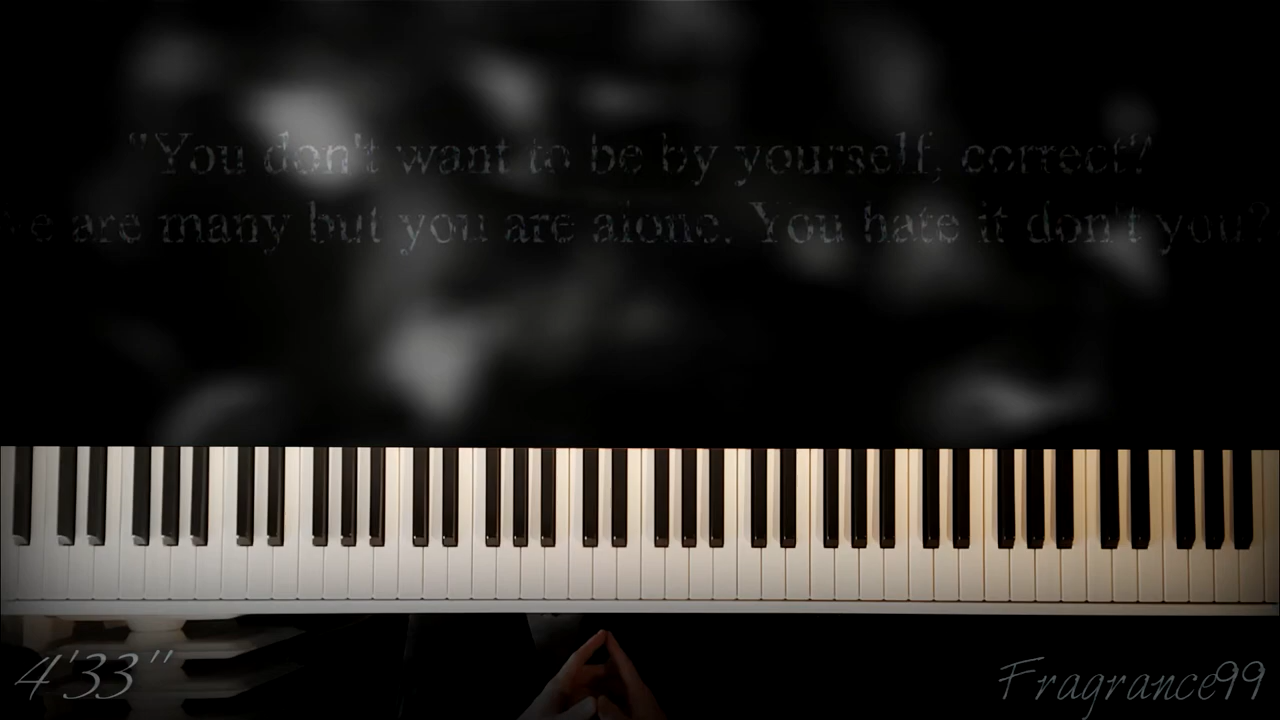 "You don't want to be by yourself, correct?
are many but you are alone. You hate it don't you?
4'33"
Fragrance99